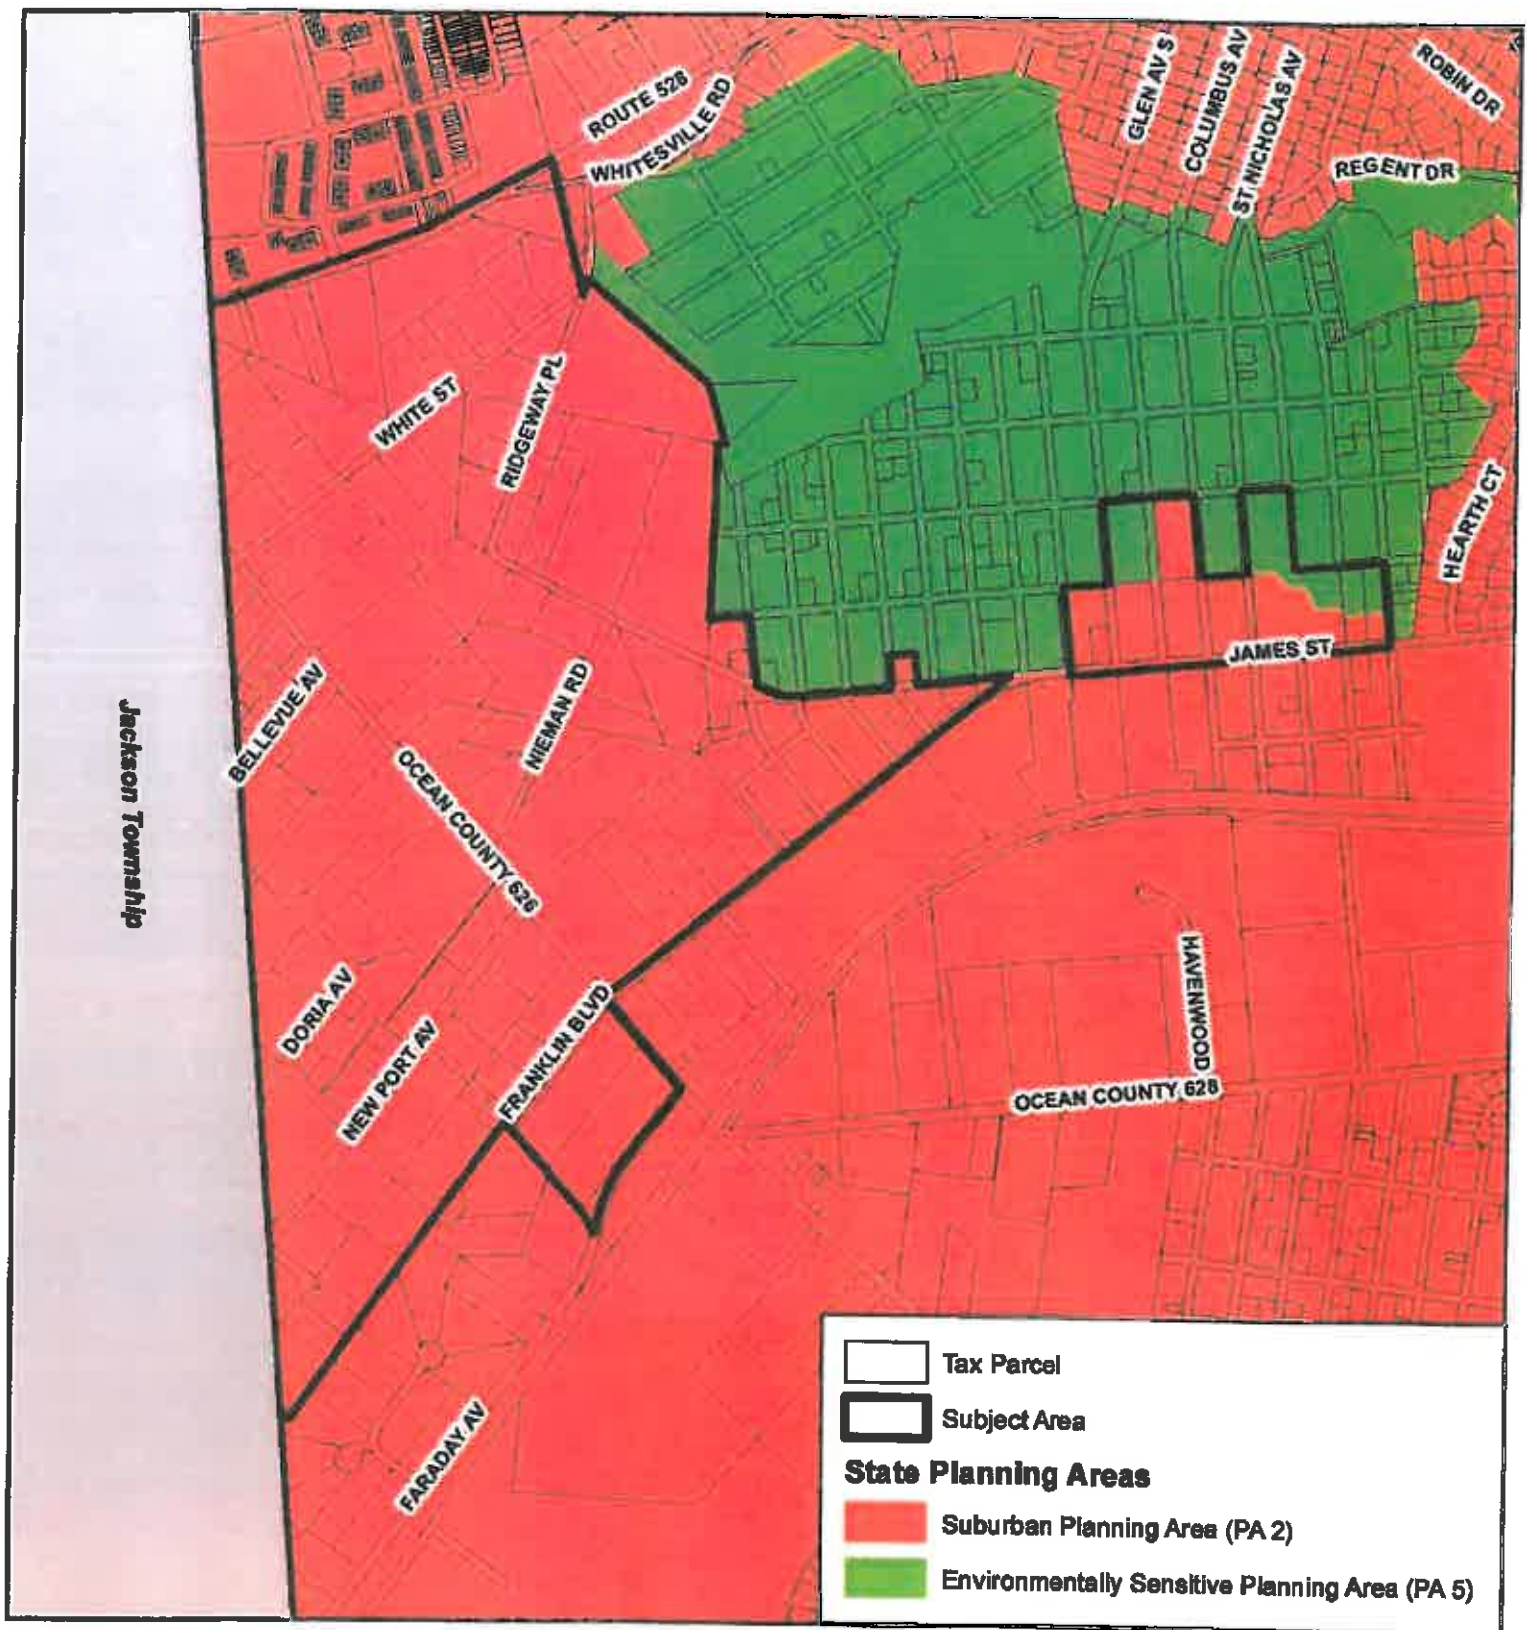 ROUTE 528
WHITESVILLE RD
GLEN AV S
COLUMBUS AV
ST NICHOLAS AV
ROBIN DR
REGENT DR
WHITE ST
RIDGEWAY PL
HEARTH CT
JAMES ST
BELLEVUE AV
NIEMAN RD
OCEAN COUNTY 626
Jackson Township
HAVENWOOD
DORIA AV
NEW PORT AV
FRANKLIN BLVD
OCEAN COUNTY 628
FARADAY AV
Tax Parcel
Subject Area
State Planning Areas
Suburban Planning Area (PA 2)
Environmentally Sensitive Planning Area (PA 5)